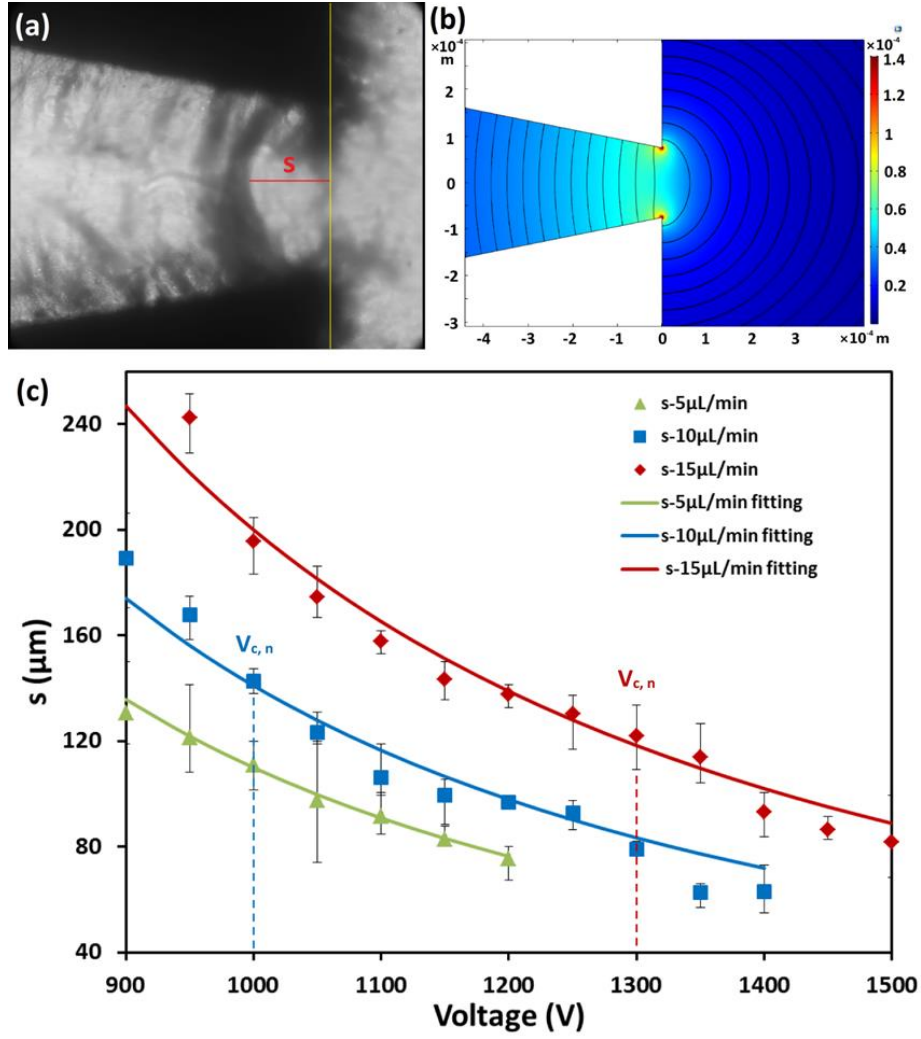 (a)
S
(b)
×10⁻⁴
m
3
2
1
0
-1
-2
-3
-4 -3 -2 -1 0 1 2 3 ×10⁻⁴ m
×10⁻⁴
1.4
1.2
1
0.8
0.6
0.4
0.2
(c)
s (µm)
240
200
160
120
80
40
s-5µL/min
s-10µL/min
s-15µL/min
s-5µL/min fitting
s-10µL/min fitting
s-15µL/min fitting
Vc, n
Vc, n
900 1000 1100 1200 1300 1400 1500
Voltage (V)